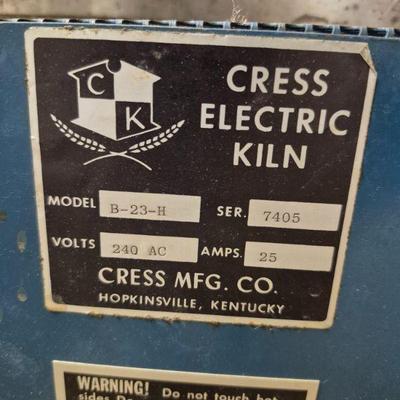 C K
CRESS
ELECTRIC
KILN
MODEL B-23-H SER. 7405
VOLTS 240 AC AMPS. 25
CRESS MFG. CO.
HOPKINSVILLE, KENTUCKY
WARNING! Do not touch hot